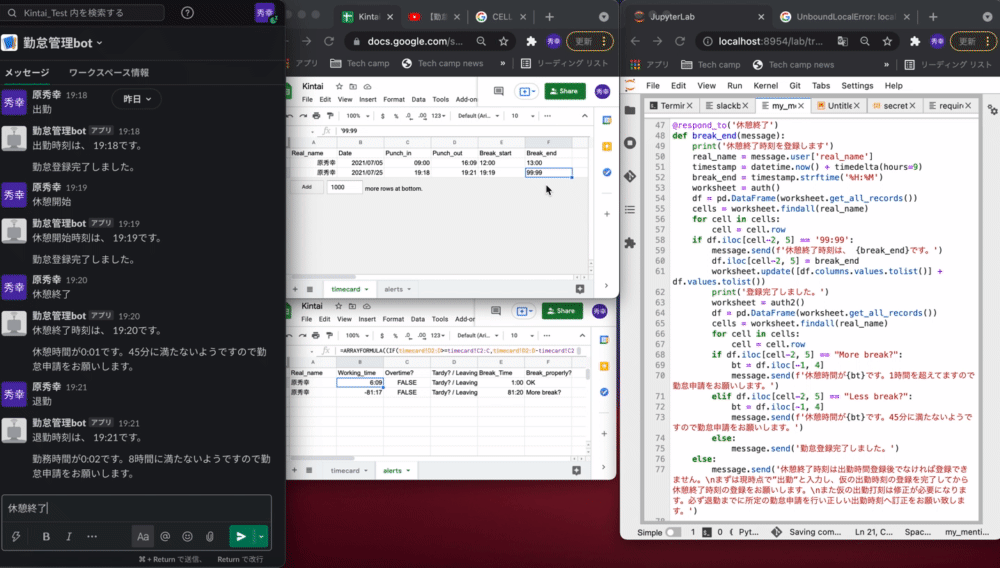 Kintai_Test 内を検索する
秀幸
勤怠管理bot
メッセージ ワークスペース情報
昨日
原秀幸 19:18
出勤
勤怠管理bot アプリ 19:18
出勤時刻は、 19:18です。
勤怠登録完了しました。
原秀幸 19:19
休憩開始
勤怠管理bot アプリ 19:19
休憩開始時刻は、 19:19です。
勤怠登録完了しました。
原秀幸 19:20
休憩終了
勤怠管理bot アプリ 19:20
休憩終了時刻は、 19:20です。
休憩時間が0:01です。45分に満たないようですので勤
怠申請をお願いします。
原秀幸 19:21
退勤
勤怠管理bot アプリ 19:21
退勤時刻は、 19:21です。
勤務時間が0:02です。8時間に満たないようですので勤
怠申請をお願いします。
休憩終了
B I Aa
⌘ + Return で送信、 Return で改行
Kintai 【勤怠 CELL
docs.google.com/s... 秀幸 更新
アプリ Tech camp Tech camp news » リーディング リスト
Kintai
File Edit View Insert Format Data Tools Add-on
Share 秀幸
100% $ % .0 .00 123 Default (Ari... 10
fx '99:99
A B C D E F
Real_name Date Punch_in Punch_out Break_start Break_end
原秀幸 2021/07/05 09:00 16:09 12:00 13:00
原秀幸 2021/07/05 19:18 19:21 19:19 99:99
Add 1000 more rows at bottom.
timecard alerts
Kintai
File Edit View Insert Format Data Tools Add-on
Share 秀幸
100% $ % .0 .00 123 Default (Ari... 10
=ARRAYFORMULA((IF(timecard!D2:D>=timecard!C2:C,timecard!D2:D-timecard!C2
A B C D E F
Real_name Working_time Overtime? Tardy? / Leaving Break_Time Break_properly?
原秀幸 6:09 FALSE Tardy? / Leaving 1:00 OK
原秀幸 -81:17 FALSE Tardy? / Leaving 81:20 More break?
timecard alerts
JupyterLab UnboundLocalError: local
localhost:8954/lab/tr... 秀幸 更新
アプリ Tech camp Tech camp news » リーディング リスト
File Edit View Run Kernel Git Tabs Settings Help
Termin slackb my_me Untitle secret requir
47 @respond_to('休憩終了')
48 def break_end(message):
49 print('休憩終了時刻を登録します')
50 real_name = message.user['real_name']
51 timestamp = datetime.now() + timedelta(hours=9)
52 break_end = timestamp.strftime('%H:%M')
53 worksheet = auth()
54 df = pd.DataFrame(worksheet.get_all_records())
55 cells = worksheet.findall(real_name)
56 for cell in cells:
57 cell = cell.row
58 if df.iloc[cell-2, 5] == '99:99':
59 message.send(f'休憩終了時刻は、 {break_end}です。')
60 df.iloc[cell-2, 5] = break_end
61 worksheet.update([df.columns.values.tolist()] +
df.values.tolist())
62 print('登録完了しました。')
63 worksheet = auth2()
64 df = pd.DataFrame(worksheet.get_all_records())
65 cells = worksheet.findall(real_name)
66 for cell in cells:
67 cell = cell.row
68 if df.iloc[cell-2, 5] == "More break?":
69 bt = df.iloc[-1, 4]
70 message.send(f'休憩時間が{bt}です。1時間を超えてますので
勤怠申請をお願いします。')
71 elif df.iloc[cell-2, 5] == "Less break?":
72 bt = df.iloc[-1, 4]
73 message.send(f'休憩時間が{bt}です。45分に満たないようで
すので勤怠申請をお願いします。')
74 else:
75 message.send('勤怠登録完了しました。')
76 else:
77 message.send('休憩終了時刻は出勤時間登録後でなければ登録でき
ません。\nまずは現時点で”出勤”と入力し、仮の出勤時刻の登録を完了してから
休憩終了時刻の登録をお願いします。\nまた仮の出勤打刻は修正が必要になりま
す。必ず退勤までに所定の勤怠申請を行い正しい出勤時刻へ訂正をお願い致しま
す。')
Simple 1 0 Pyt... Saving com... Ln 21, C... Spac... my_menti...